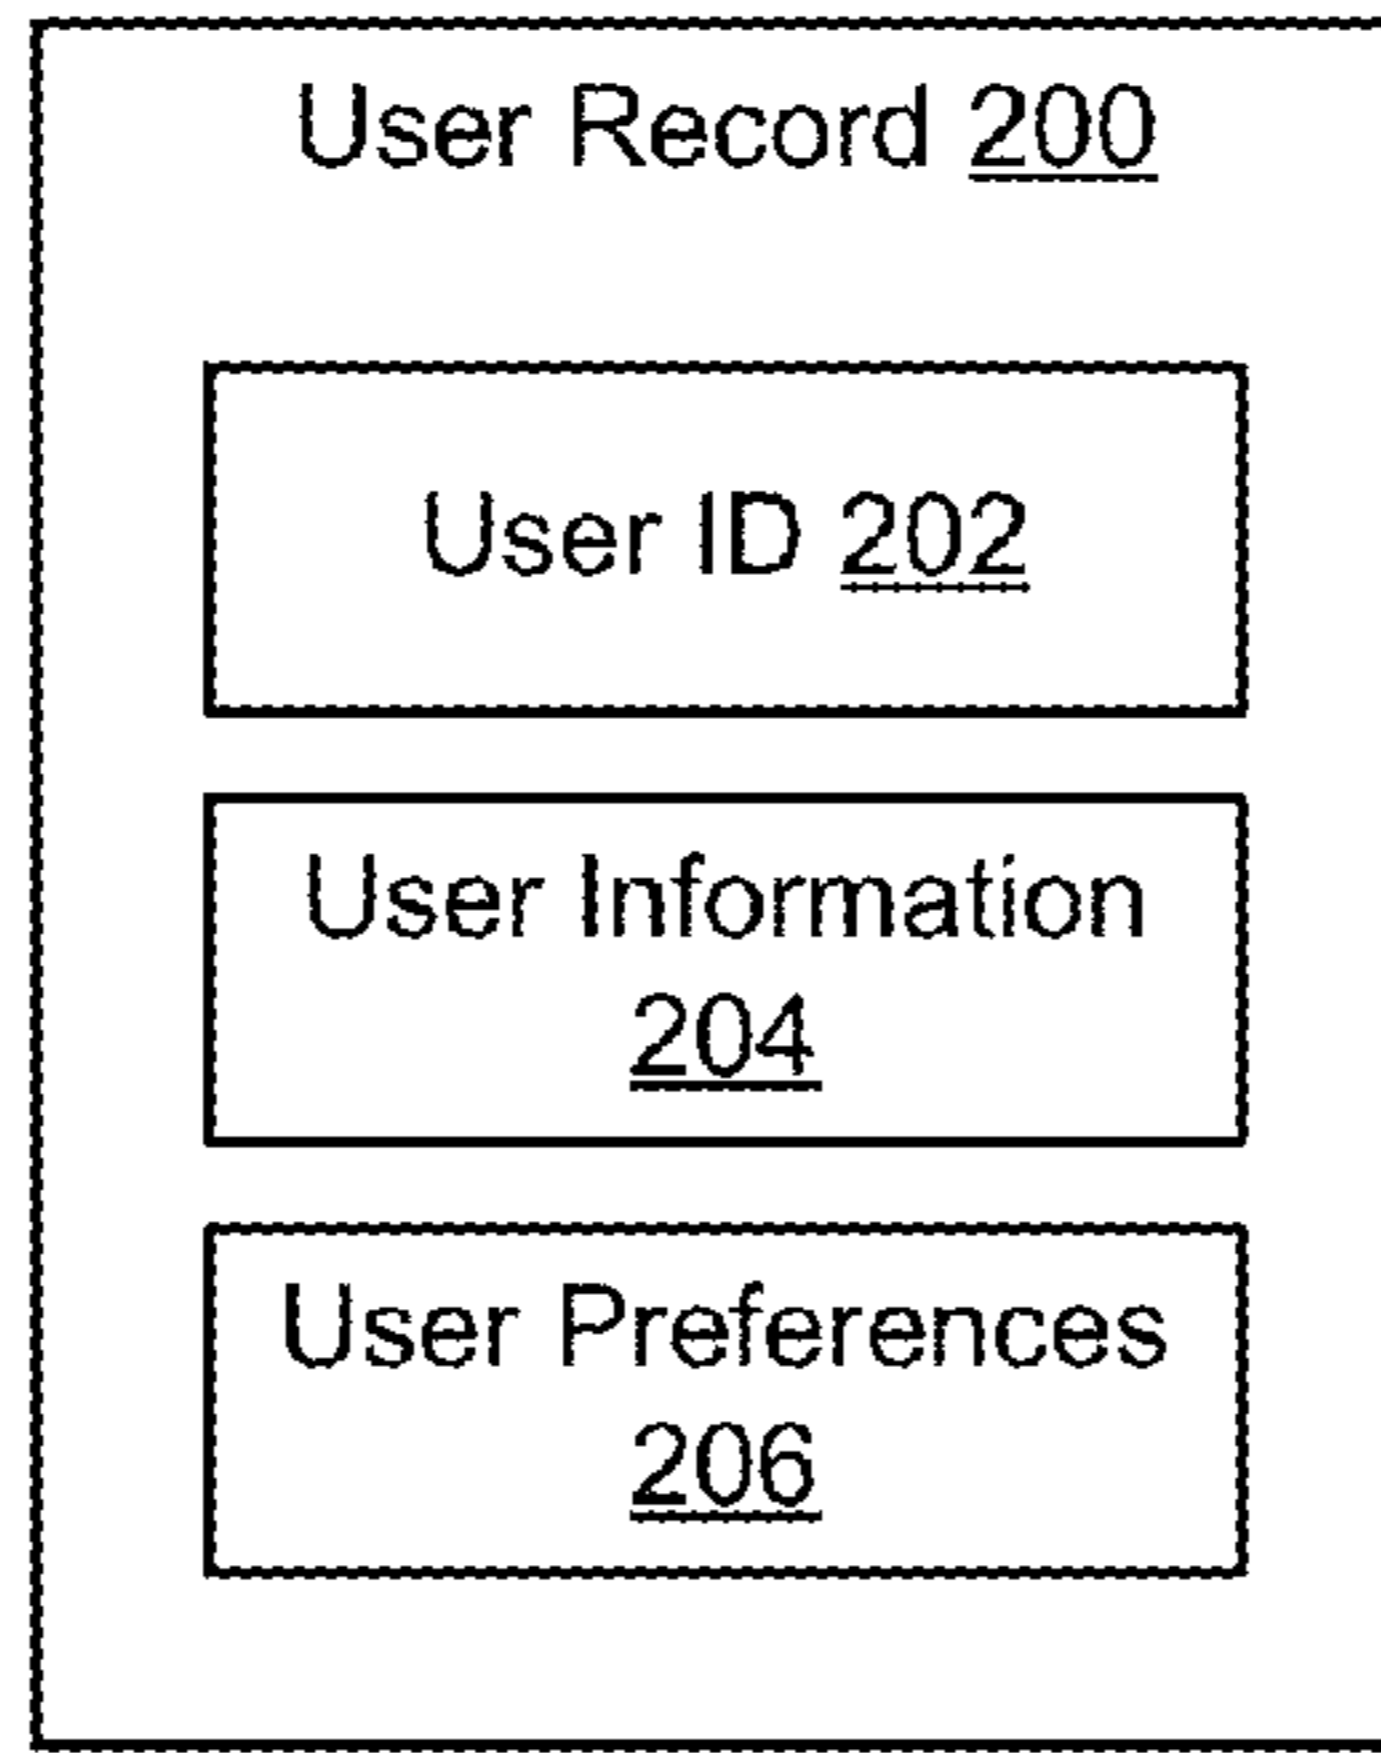 User Record 200
User ID 202
User Information
204
User Preferences
206